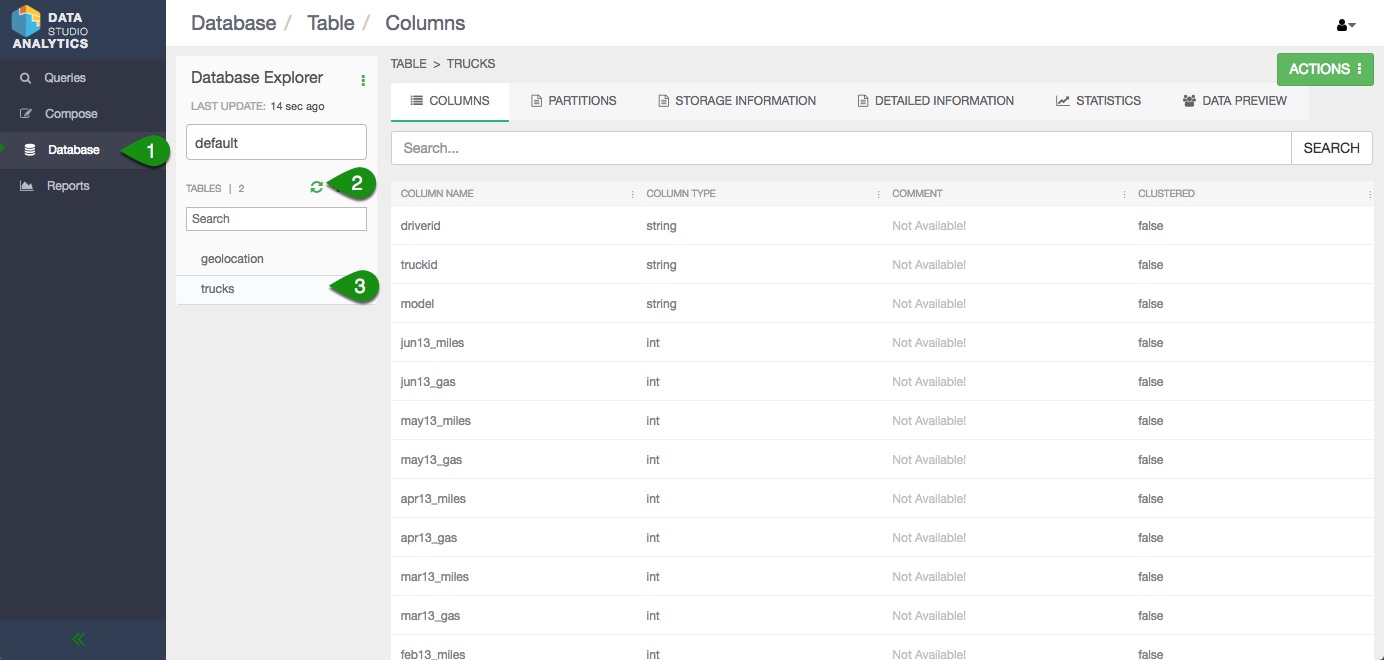 DATA
STUDIO
ANALYTICS
Queries
Compose
Database
1
Reports
Database / Table / Columns
Database Explorer
LAST UPDATE: 14 sec ago
default
TABLES | 2
2
Search
geolocation
trucks
3
TABLE > TRUCKS
ACTIONS
COLUMNS PARTITIONS STORAGE INFORMATION DETAILED INFORMATION STATISTICS DATA PREVIEW
Search... SEARCH
COLUMN NAME COLUMN TYPE COMMENT CLUSTERED
driverid string Not Available! false
truckid string Not Available! false
model string Not Available! false
jun13_miles int Not Available! false
jun13_gas int Not Available! false
may13_miles int Not Available! false
may13_gas int Not Available! false
apr13_miles int Not Available! false
apr13_gas int Not Available! false
mar13_miles int Not Available! false
mar13_gas int Not Available! false
feb13_miles int Not Available! false